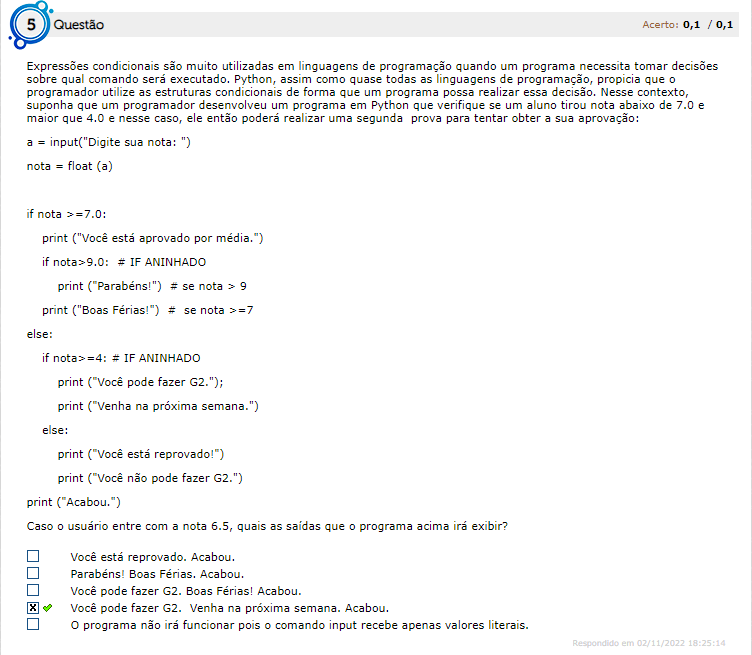 5 Questão Acerto: 0,1 / 0,1
Expressões condicionais são muito utilizadas em linguagens de programação quando um programa necessita tomar decisões
sobre qual comando será executado. Python, assim como quase todas as linguagens de programação, propicia que o
programador utilize as estruturas condicionais de forma que um programa possa realizar essa decisão. Nesse contexto,
suponha que um programador desenvolveu um programa em Python que verifique se um aluno tirou nota abaixo de 7.0 e
maior que 4.0 e nesse caso, ele então poderá realizar uma segunda  prova para tentar obter a sua aprovação:
a = input("Digite sua nota: ")
nota = float (a)
if nota >=7.0:
print ("Você está aprovado por média.")
if nota>9.0:  # IF ANINHADO
print ("Parabéns!")  # se nota > 9
print ("Boas Férias!")  #  se nota >=7
else:
if nota>=4: # IF ANINHADO
print ("Você pode fazer G2.");
print ("Venha na próxima semana.")
else:
print ("Você está reprovado!")
print ("Você não pode fazer G2.")
print ("Acabou.")
Caso o usuário entre com a nota 6.5, quais as saídas que o programa acima irá exibir?
Você está reprovado. Acabou.
Parabéns! Boas Férias. Acabou.
Você pode fazer G2. Boas Férias! Acabou.
Você pode fazer G2.  Venha na próxima semana. Acabou.
O programa não irá funcionar pois o comando input recebe apenas valores literais.
Respondido em 02/11/2022 18:25:14